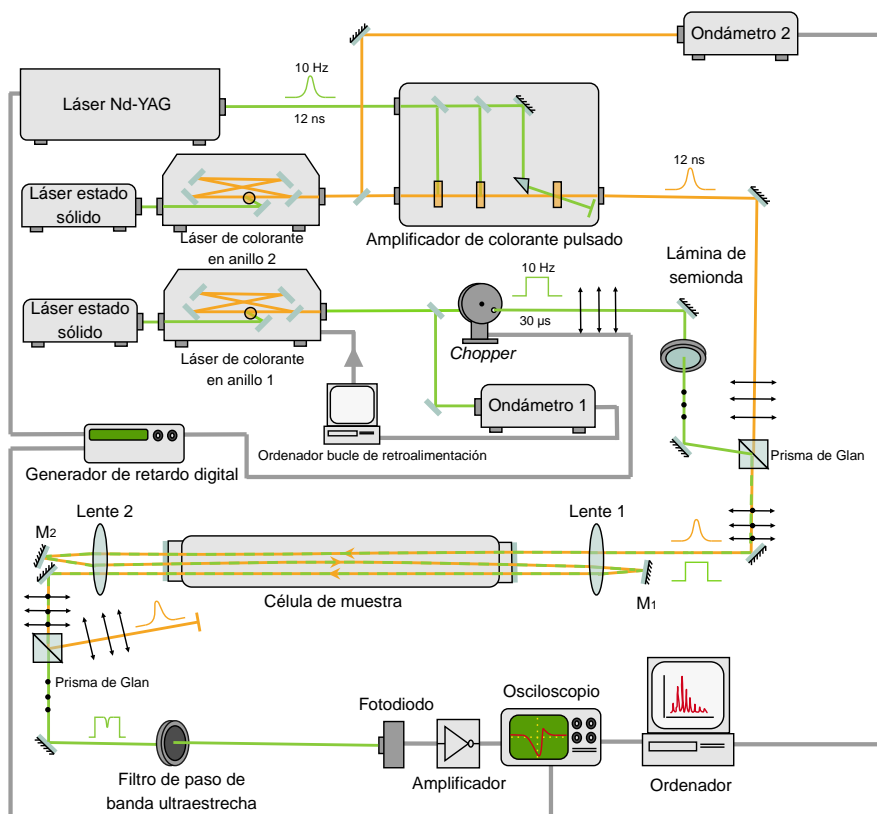 Ondámetro 2
10 Hz
Láser Nd-YAG
12 ns
12 ns
Láser estado
sólido
Láser de colorante
en anillo 2
Amplificador de colorante pulsado
Lámina de
semionda
10 Hz
Láser estado
sólido
30 µs
Chopper
Láser de colorante
en anillo 1
Ondámetro 1
Ordenador bucle de retroalimentación
Generador de retardo digital
Prisma de Glan
M2
Lente 2
Lente 1
Célula de muestra
M1
Prisma de Glan
Fotodiodo
Osciloscopio
Amplificador
Ordenador
Filtro de paso de
banda ultraestrecha